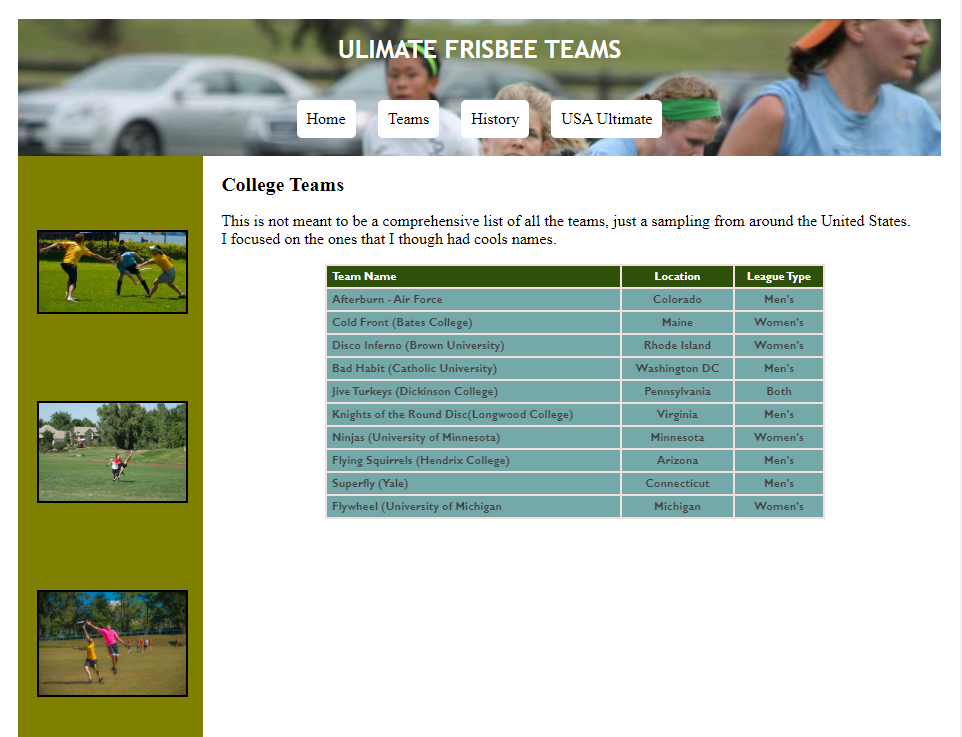 ULIMATE FRISBEE TEAMS
Home Teams History USA Ultimate
College Teams
This is not meant to be a comprehensive list of all the teams, just a sampling from around the United States.
I focused on the ones that I though had cools names.
Team Name Location League Type
Afterburn - Air Force Colorado Men's
Cold Front (Bates College) Maine Women's
Disco Inferno (Brown University) Rhode Island Women's
Bad Habit (Catholic University) Washington DC Men's
Jive Turkeys (Dickinson College) Pennsylvania Both
Knights of the Round Disc(Longwood College) Virginia Men's
Ninjas (University of Minnesota) Minnesota Women's
Flying Squirrels (Hendrix College) Arizona Men's
Superfly (Yale) Connecticut Men's
Flywheel (University of Michigan Michigan Women's